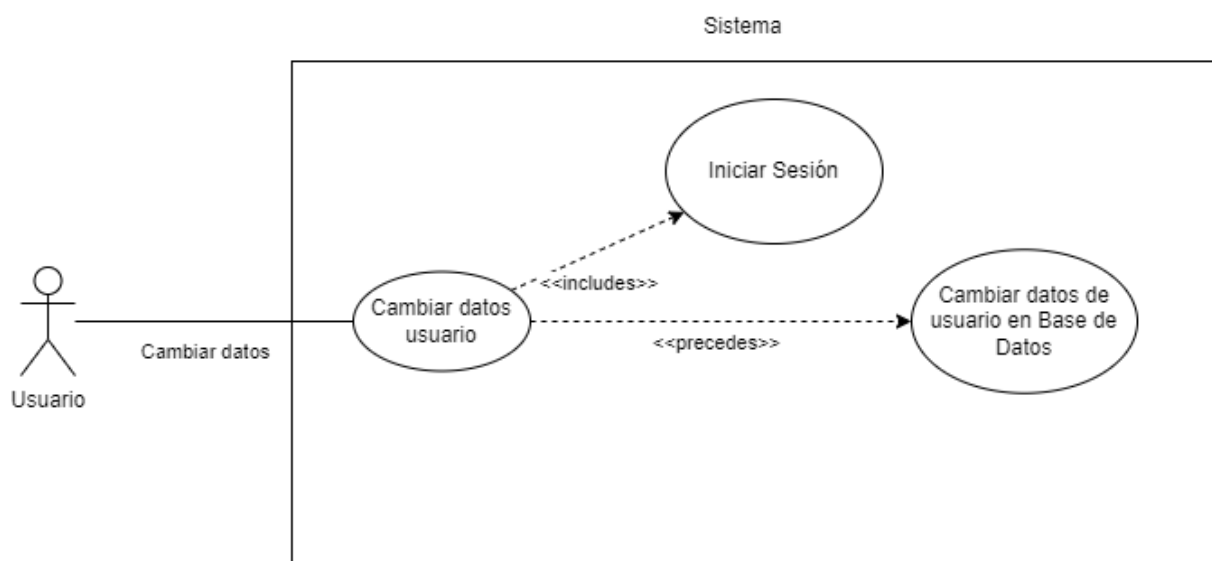 Sistema
Iniciar Sesión
<<includes>>
Cambiar datos
usuario
Cambiar datos de
usuario en Base de
Datos
<<precedes>>
Cambiar datos
Usuario